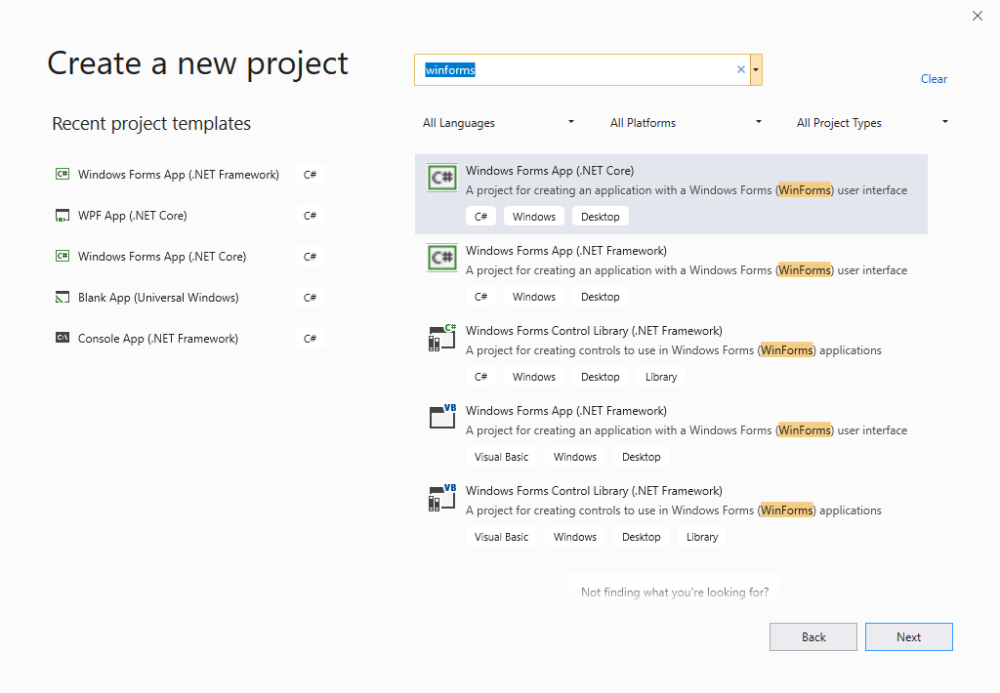 Create a new project
winforms
Clear
Recent project templates
All Languages
All Platforms
All Project Types
C# Windows Forms App (.NET Framework) C#
WPF App (.NET Core) C#
C# Windows Forms App (.NET Core) C#
Blank App (Universal Windows) C#
C:\ Console App (.NET Framework) C#
C# Windows Forms App (.NET Core)
A project for creating an application with a Windows Forms (WinForms) user interface
C# Windows Desktop
C# Windows Forms App (.NET Framework)
A project for creating an application with a Windows Forms (WinForms) user interface
C# Windows Desktop
C# Windows Forms Control Library (.NET Framework)
A project for creating controls to use in Windows Forms (WinForms) applications
C# Windows Desktop Library
VB Windows Forms App (.NET Framework)
A project for creating an application with a Windows Forms (WinForms) user interface
Visual Basic Windows Desktop
VB Windows Forms Control Library (.NET Framework)
A project for creating controls to use in Windows Forms (WinForms) applications
Visual Basic Windows Desktop Library
Not finding what you're looking for?
Back
Next